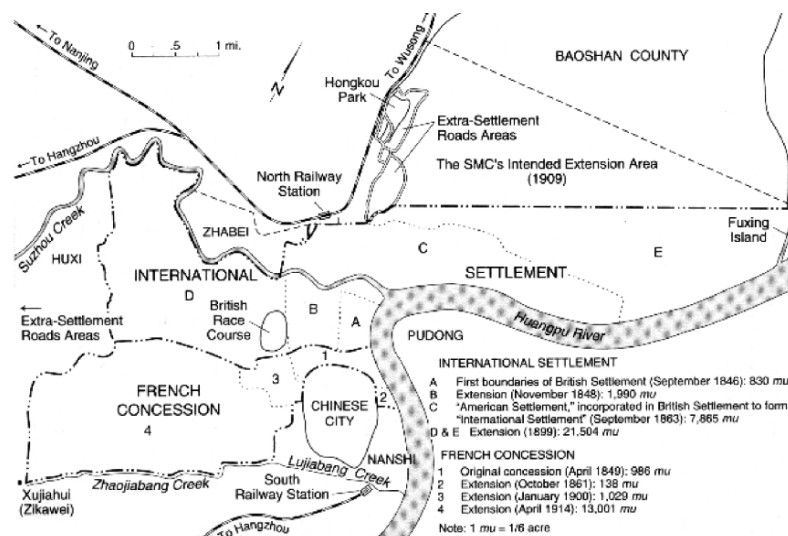 To Nanjing
0 .5 1 mi.
N
To Wusong
BAOSHAN COUNTY
Hongkou
Park
Extra-Settlement
Roads Areas
To Hangzhou
The SMC's Intended Extension Area
(1909)
North Railway
Station
Suzhou Creek
ZHABEI
HUXI
Fuxing
Island
C
E
INTERNATIONAL
SETTLEMENT
D
B
A
British
Race
Course
Extra-Settlement
Roads Areas
Huangpu River
PUDONG
1
3
FRENCH
CONCESSION
4
CHINESE
CITY
2
NANSHI
Lujiabang Creek
Zhaojiabang Creek
Xujiahui
(Zikawei)
South
Railway Station
To Hangzhou
INTERNATIONAL SETTLEMENT
A First boundaries of British Settlement (September 1846): 830 mu
B Extension (November 1848): 1,990 mu
C "American Settlement," incorporated in British Settlement to form
"International Settlement" (September 1863): 7,865 mu
D & E Extension (1899): 21,504 mu
FRENCH CONCESSION
1 Original concession (April 1849): 986 mu
2 Extension (October 1861): 138 mu
3 Extension (January 1900): 1,029 mu
4 Extension (April 1914): 13,001 mu
Note: 1 mu = 1/6 acre